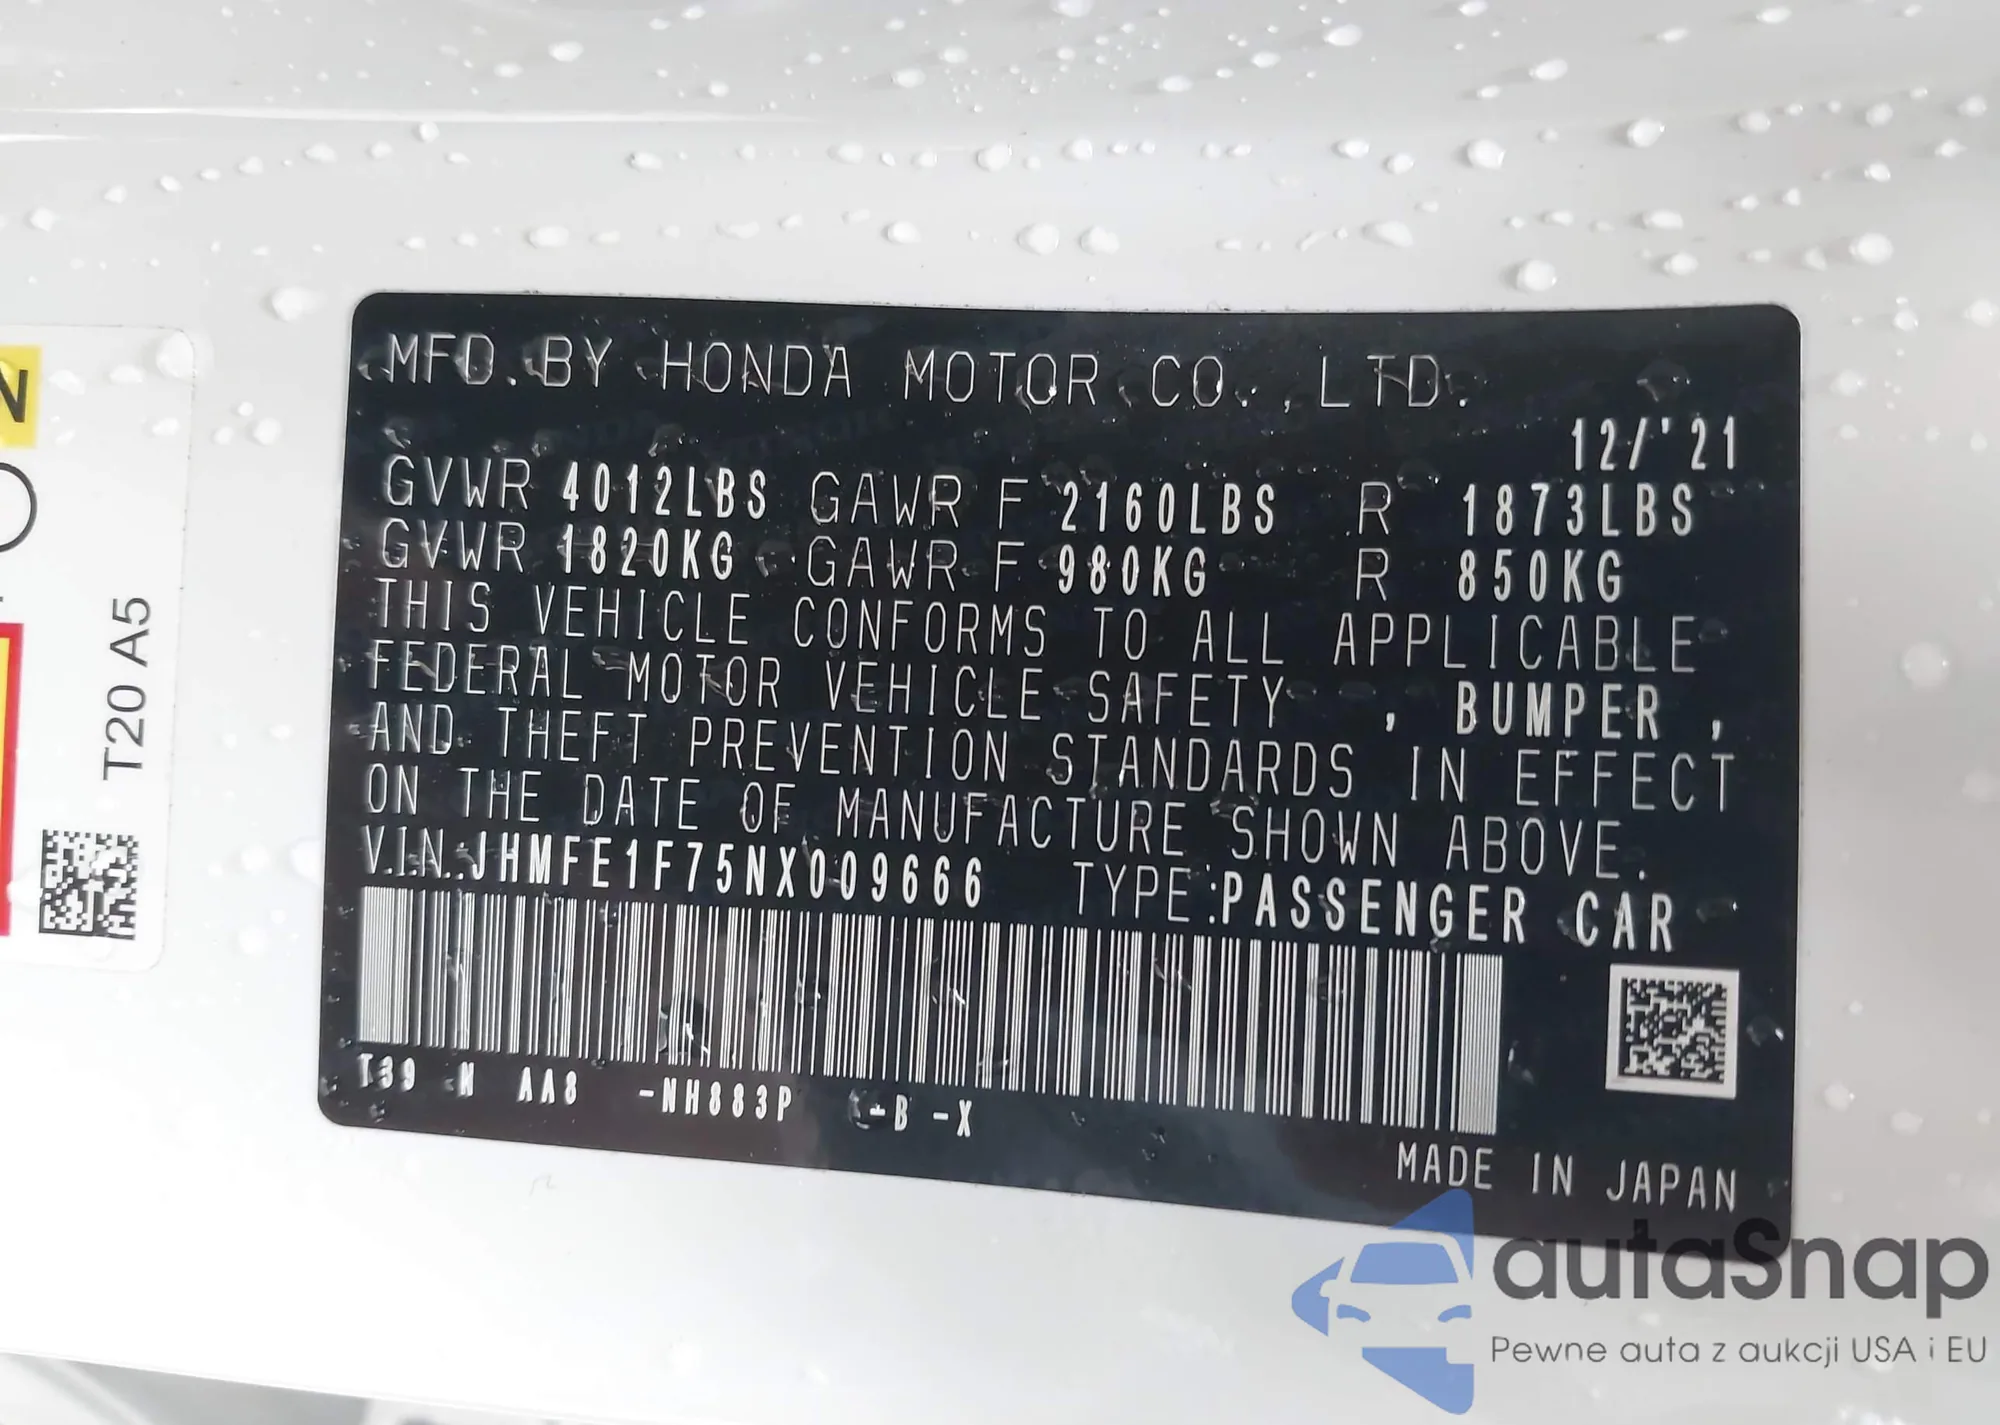 N
T20 A5
MFD. BY HONDA MOTOR CO., LTD.
12/'21
GVWR 4012LBS GAWR F 2160LBS R 1873LBS
GVWR 1820KG GAWR F 980KG R 850KG
THIS VEHICLE CONFORMS TO ALL APPLICABLE
FEDERAL MOTOR VEHICLE SAFETY , BUMPER ,
AND THEFT PREVENTION STANDARDS IN EFFECT
ON THE DATE OF MANUFACTURE SHOWN ABOVE.
V.I.N.:JHMFE1F75NX009666 TYPE:PASSENGER CAR
T39 N AA8 -NH883P -B -X
MADE IN JAPAN
autaSnap
Pewne auta z aukcji USA i EU